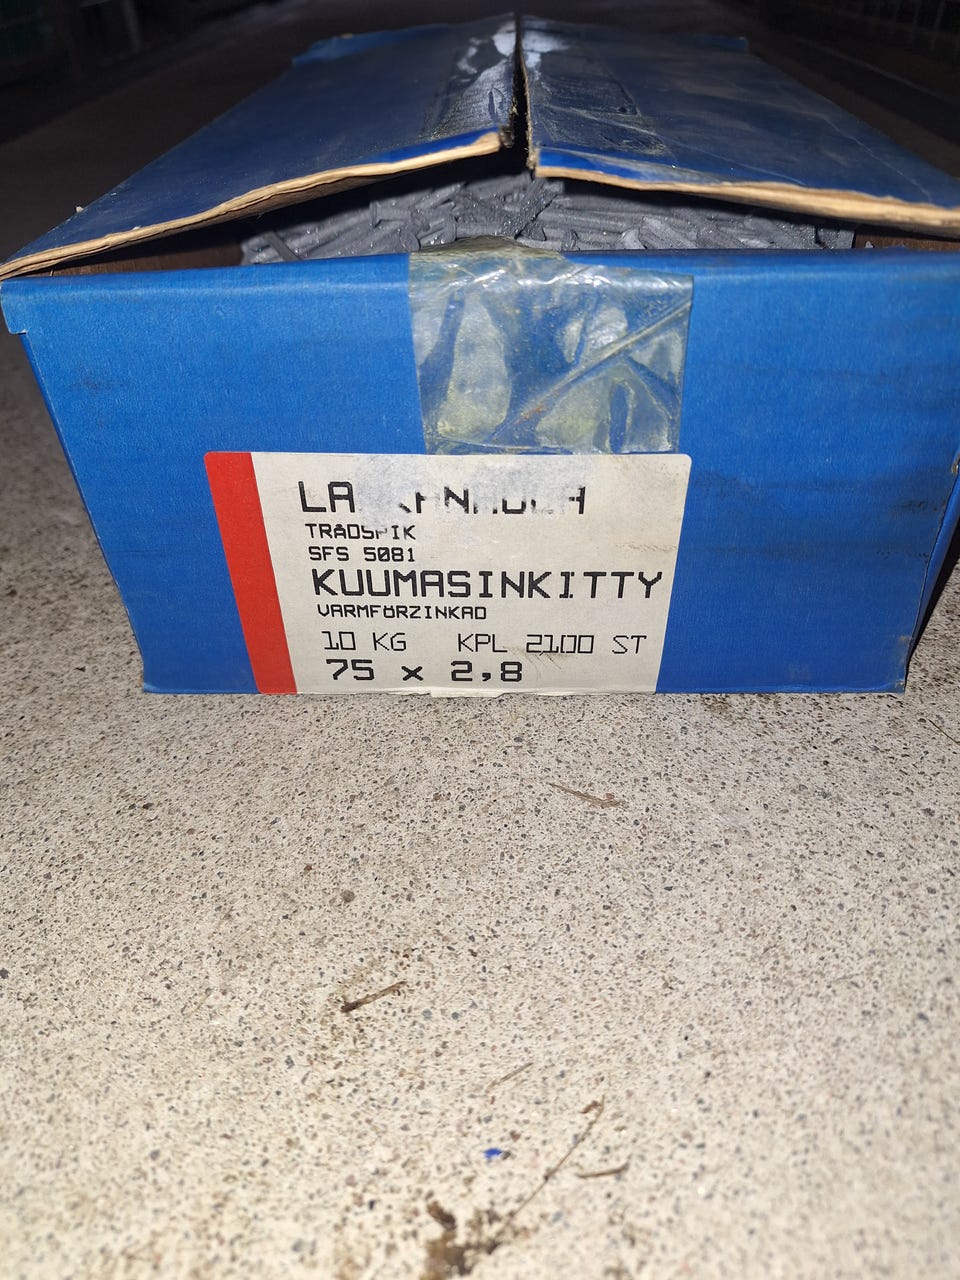 TRÅDSPIK
SFS 5081
KUUMASINKITTY
VARMFÖRZINKAD
10 KG KPL 2100 ST
75 x 2,8